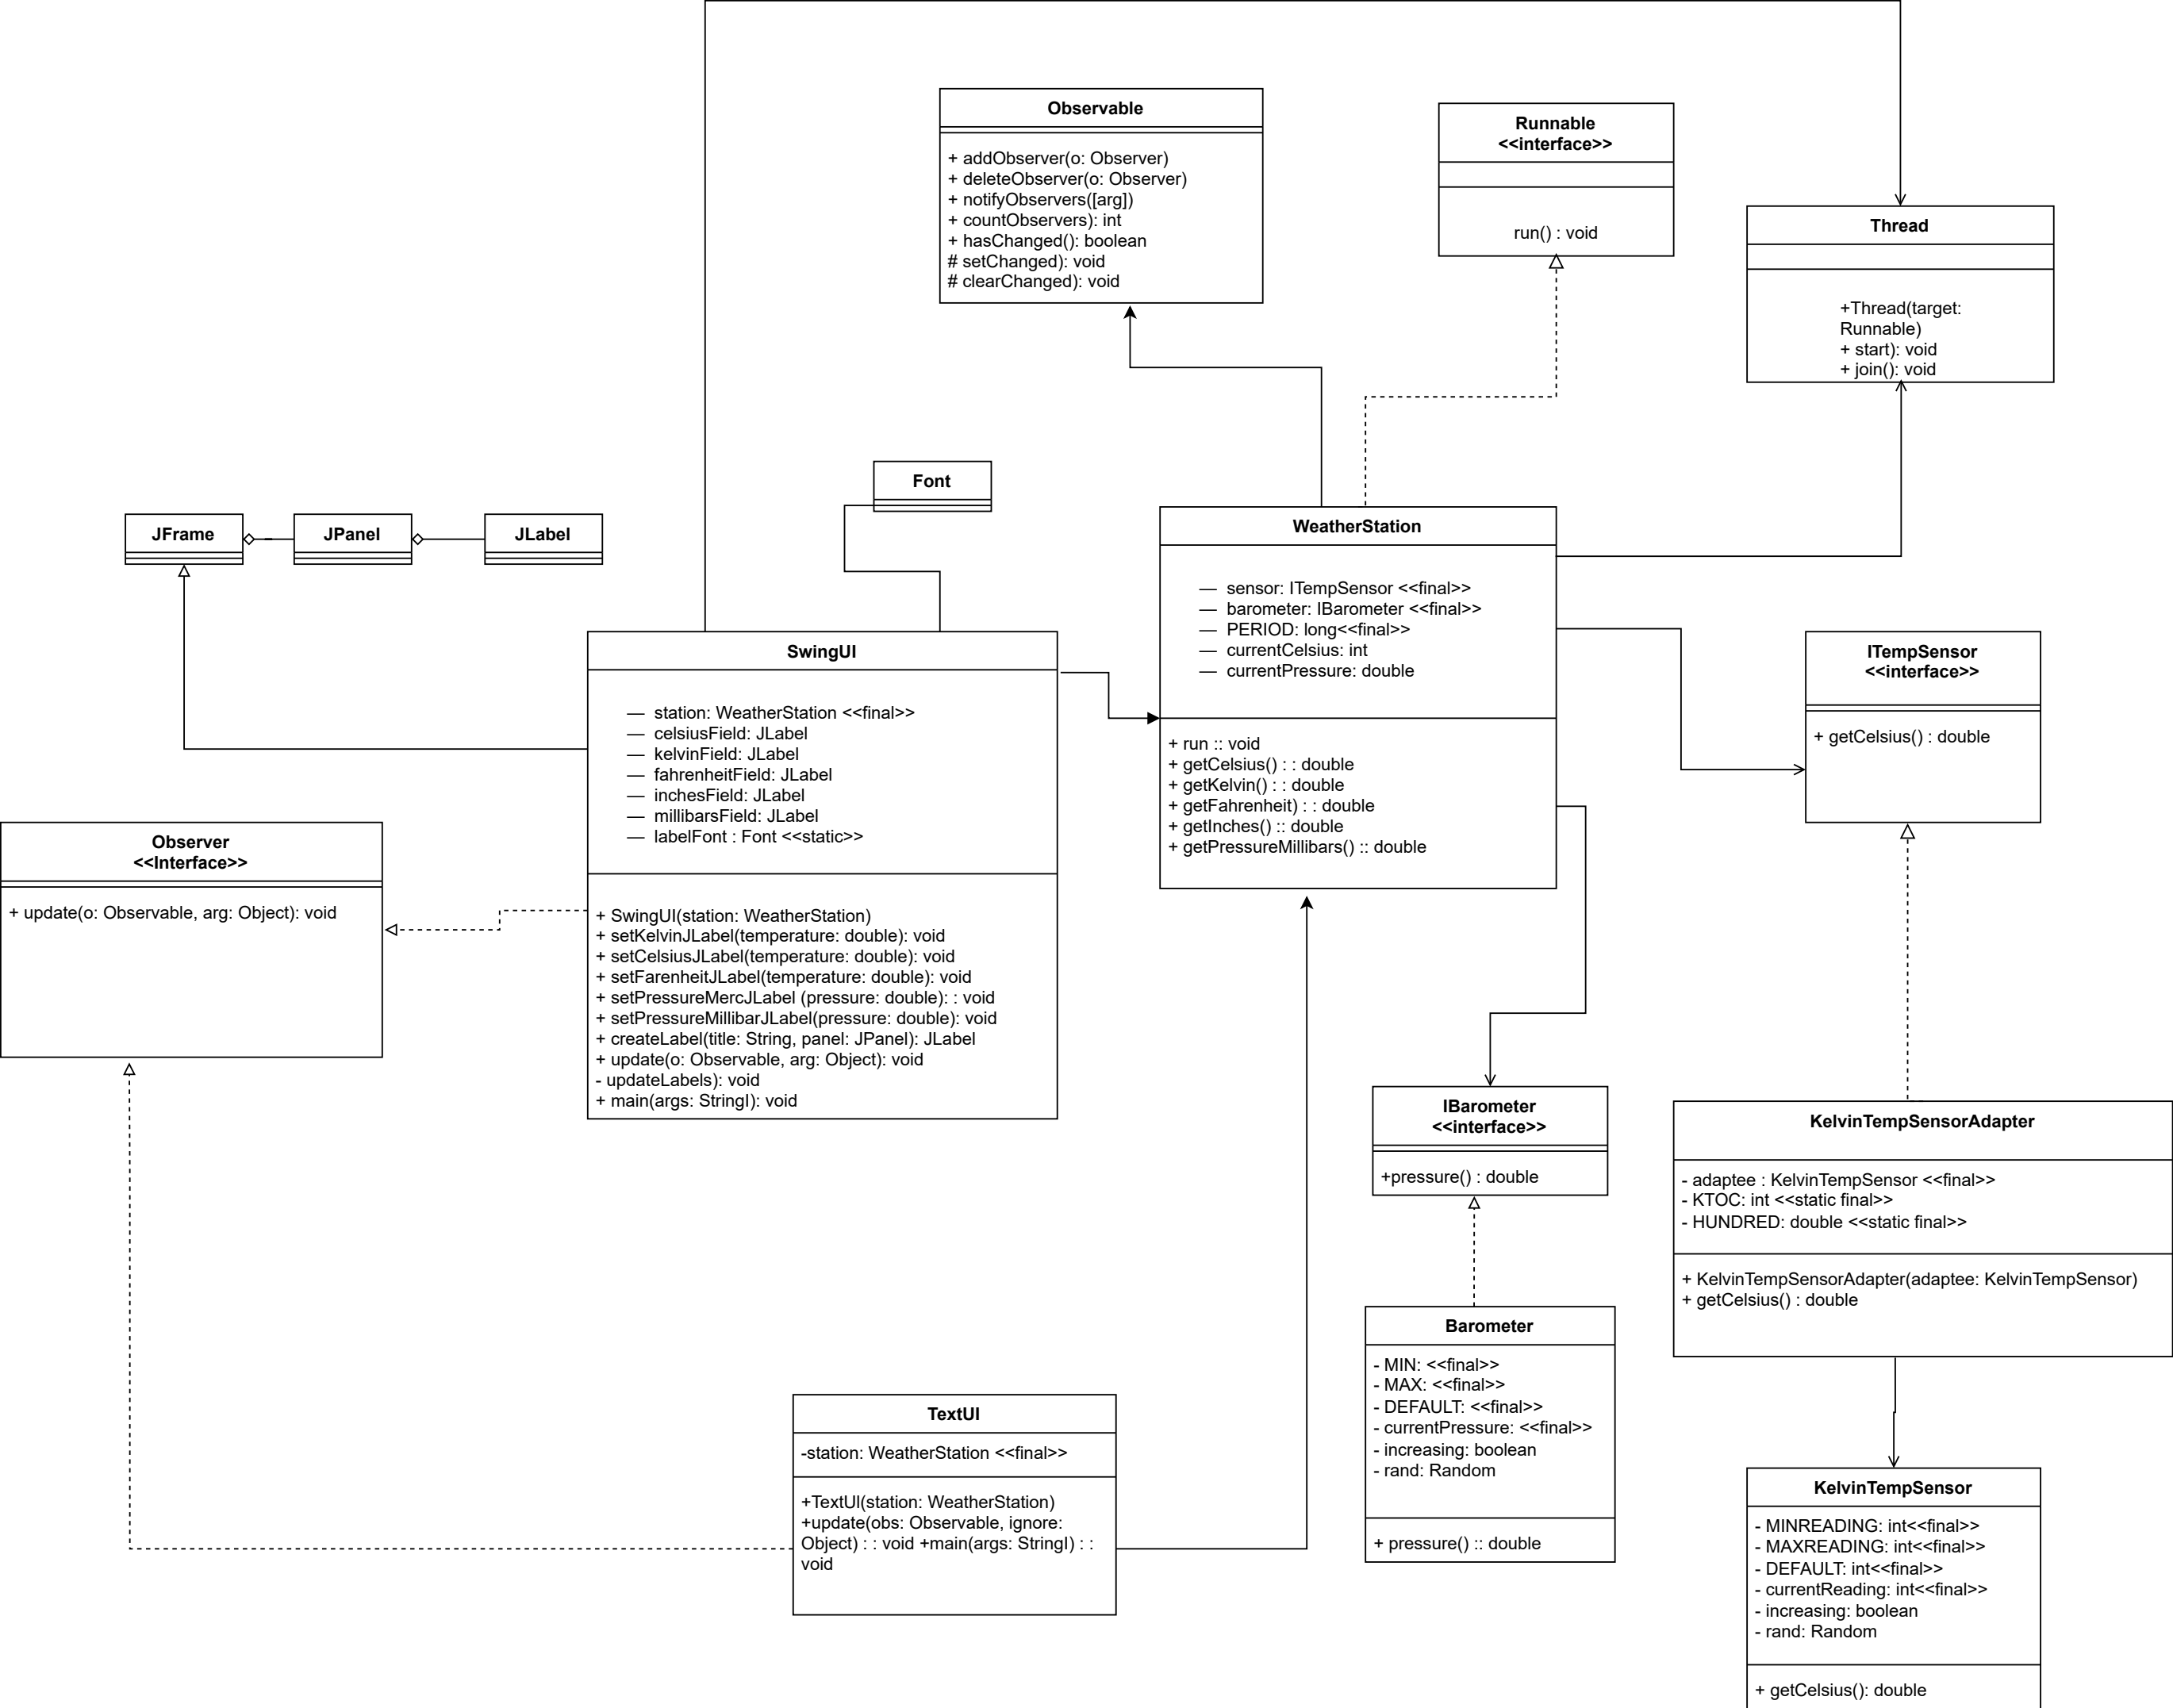 Observable
+ addObserver(o: Observer)
+ deleteObserver(o: Observer)
+ notifyObservers([arg])
+ countObservers): int
+ hasChanged(): boolean
# setChanged): void
# clearChanged): void
Runnable
<<interface>>
run() : void
Thread
+Thread(target:
Runnable)
+ start): void
+ join(): void
Font
JFrame
JPanel
JLabel
WeatherStation
— sensor: ITempSensor <<final>>
— barometer: IBarometer <<final>>
— PERIOD: long<<final>>
— currentCelsius: int
— currentPressure: double
+ run :: void
+ getCelsius() : : double
+ getKelvin() : : double
+ getFahrenheit) : : double
+ getInches() :: double
+ getPressureMillibars() :: double
SwingUI
— station: WeatherStation <<final>>
— celsiusField: JLabel
— kelvinField: JLabel
— fahrenheitField: JLabel
— inchesField: JLabel
— millibarsField: JLabel
— labelFont : Font <<static>>
+ SwingUI(station: WeatherStation)
+ setKelvinJLabel(temperature: double): void
+ setCelsiusJLabel(temperature: double): void
+ setFarenheitJLabel(temperature: double): void
+ setPressureMercJLabel (pressure: double): : void
+ setPressureMillibarJLabel(pressure: double): void
+ createLabel(title: String, panel: JPanel): JLabel
+ update(o: Observable, arg: Object): void
- updateLabels): void
+ main(args: StringI): void
ITempSensor
<<interface>>
+ getCelsius() : double
Observer
<<Interface>>
+ update(o: Observable, arg: Object): void
IBarometer
<<interface>>
+pressure() : double
KelvinTempSensorAdapter
- adaptee : KelvinTempSensor <<final>>
- KTOC: int <<static final>>
- HUNDRED: double <<static final>>
+ KelvinTempSensorAdapter(adaptee: KelvinTempSensor)
+ getCelsius() : double
Barometer
- MIN: <<final>>
- MAX: <<final>>
- DEFAULT: <<final>>
- currentPressure: <<final>>
- increasing: boolean
- rand: Random
+ pressure() :: double
TextUI
-station: WeatherStation <<final>>
+TextUI(station: WeatherStation)
+update(obs: Observable, ignore:
Object) : : void +main(args: StringI) : :
void
KelvinTempSensor
- MINREADING: int<<final>>
- MAXREADING: int<<final>>
- DEFAULT: int<<final>>
- currentReading: int<<final>>
- increasing: boolean
- rand: Random
+ getCelsius(): double